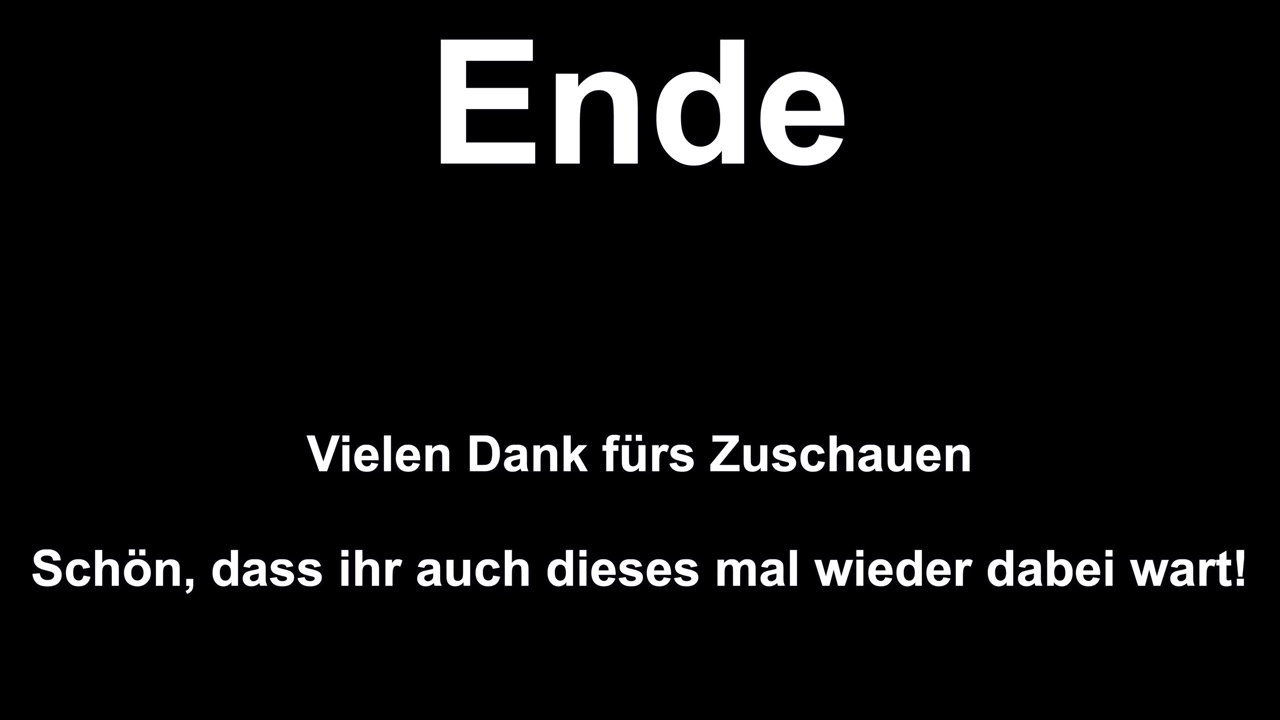 Ende
Vielen Dank fürs Zuschauen
Schön, dass ihr auch dieses mal wieder dabei wart!